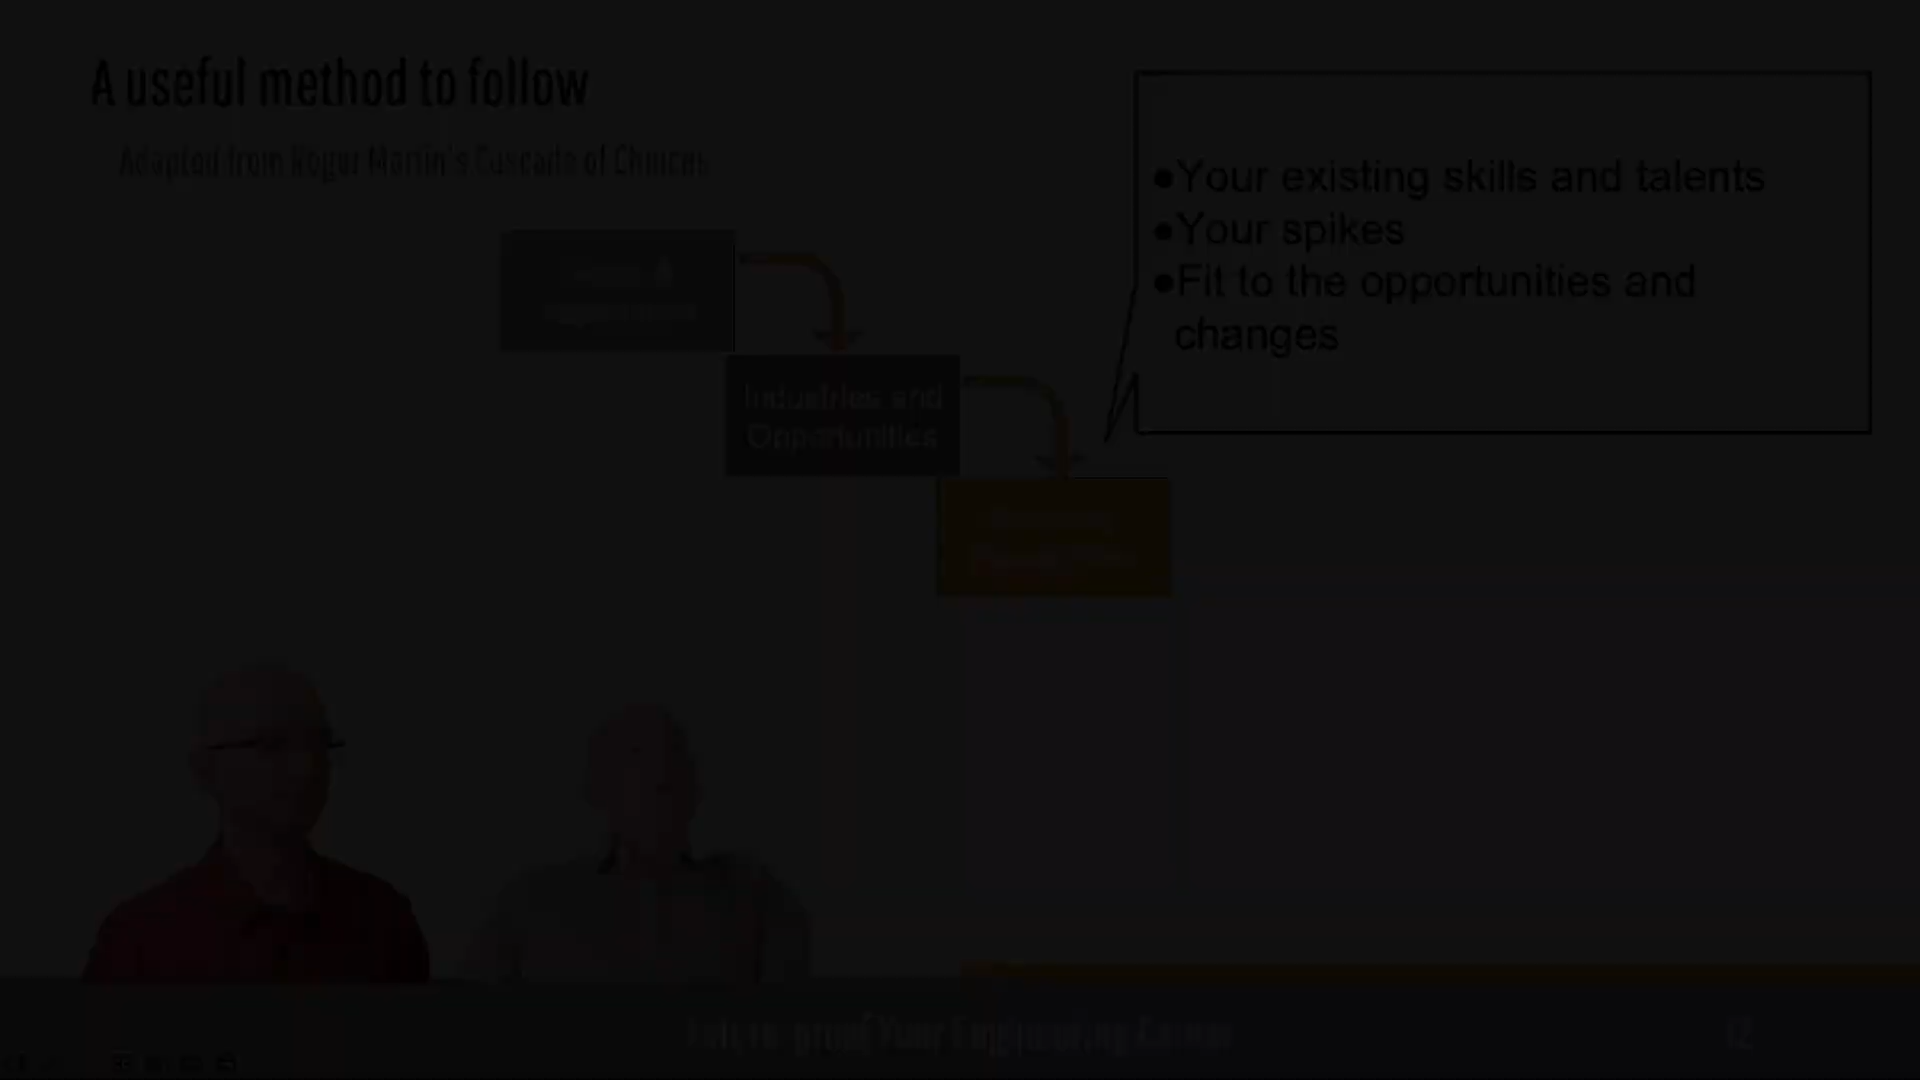 A useful method to follow
Adapted from Roger Martin's Cascade of Choices
●Your existing skills and talents
●Your spikes
●Fit to the opportunities and
changes
Industries and
Opportunities
Future-proof Your Engineering Career
12